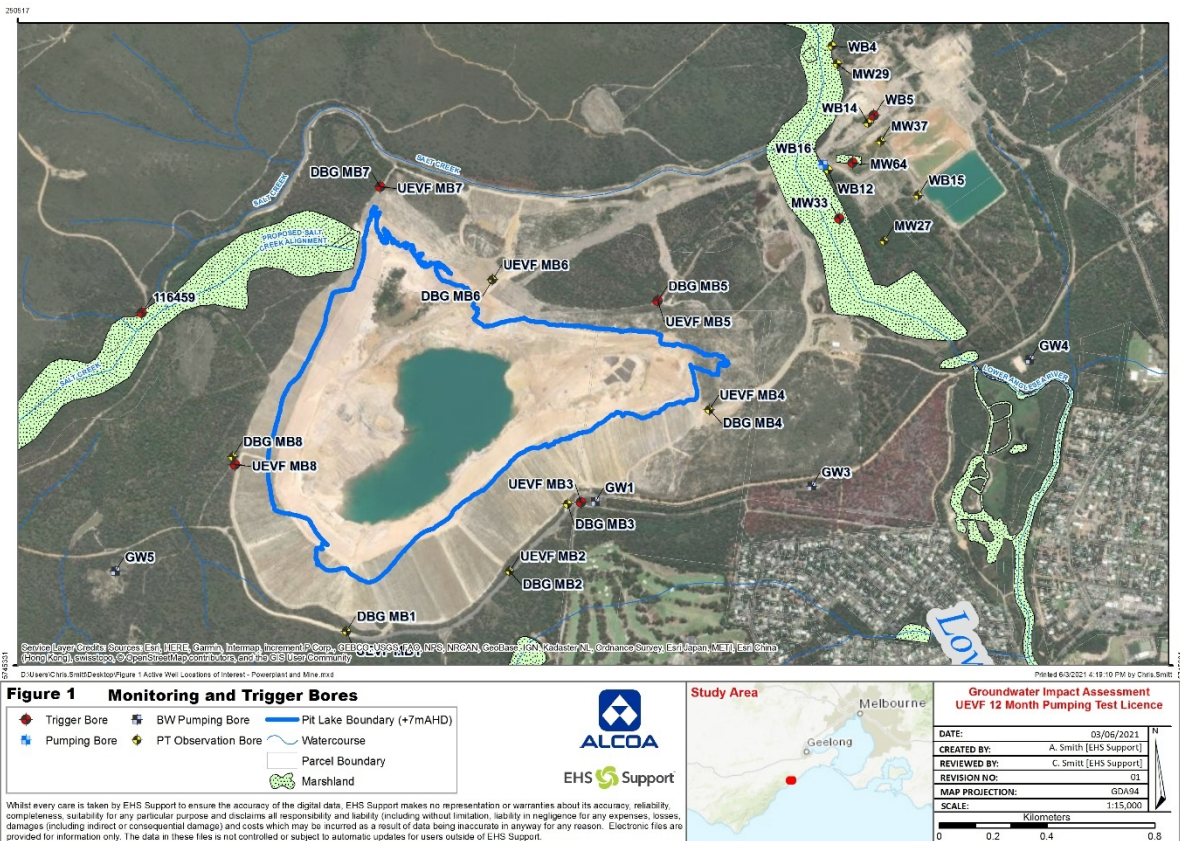 250517
WB4
MW29
WB14
WB5
MW37
SALT CREEK
WB16
MW64
DBG MB7
UEVF MB7
WB12
WB15
SALT CREEK
MW33
MW27
PROPOSED SALT
CREEK ALIGNMENT
UEVF MB6
DBG MB6
DBG MB5
116459
UEVF MB5
GW4
SALT CREEK
LOWER ANGLESEA RIVER
UEVF MB4
DBG MB4
DBG MB8
UEVF MB8
GW3
UEVF MB3
GW1
DBG MB3
GW5
UEVF MB2
DBG MB2
DBG MB1
Low
Service Layer Credits: Sources: Esri, HERE, Garmin, Intermap, increment P Corp., GEBCO, USGS, FAO, NPS, NRCAN, GeoBase, IGN, Kadaster NL, Ordnance Survey, Esri Japan, METI, Esri China
(Hong Kong), swisstopo, © OpenStreetMap contributors, and the GIS User Community
D:\Users\Chris.Smitt\Desktop\Figure 1 Active Well Locations of Interest - Powerplant and Mine.mxd
Printed 6/3/2021 4:19:10 PM by Chris.Smitt
Figure 1 Monitoring and Trigger Bores
Trigger Bore
BW Pumping Bore
Pit Lake Boundary (+7mAHD)
Pumping Bore
PT Observation Bore
Watercourse
Parcel Boundary
Marshland
ALCOA
EHS Support
Study Area
Melbourne
Geelong
Groundwater Impact Assessment
UEVF 12 Month Pumping Test Licence
DATE: 03/06/2021
CREATED BY: A. Smith [EHS Support]
REVIEWED BY: C. Smitt [EHS Support]
REVISION NO: 01
MAP PROJECTION: GDA94
SCALE: 1:15,000
N
Kilometers
0 0.2 0.4 0.8
Whilst every care is taken by EHS Support to ensure the accuracy of the digital data, EHS Support makes no representation or warranties about its accuracy, reliability,
completeness, suitability for any particular purpose and disclaims all responsibility and liability (including without limitation, liability in negligence for any expenses, losses,
damages (including indirect or consequential damage) and costs which may be incurred as a result of data being inaccurate in anyway for any reason. Electronic files are
provided for information only. The data in these files is not controlled or subject to automatic updates for users outside of EHS Support.